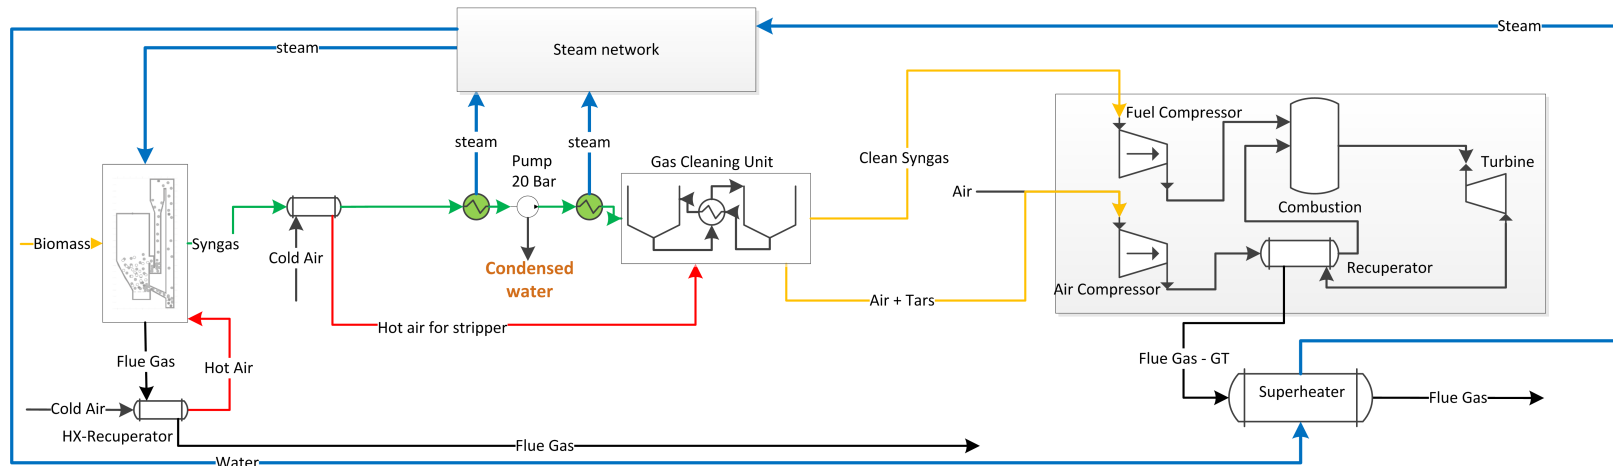 Steam
steam
Steam network
Fuel Compressor
steam
steam
Pump
20 Bar
Gas Cleaning Unit
Clean Syngas
Turbine
Air
Combustion
Biomass
Syngas
Cold Air
Condensed
water
Recuperator
Air Compressor
Air + Tars
Hot air for stripper
Flue Gas
Hot Air
Flue Gas - GT
Superheater
Flue Gas
Cold Air
HX-Recuperator
Flue Gas
Water